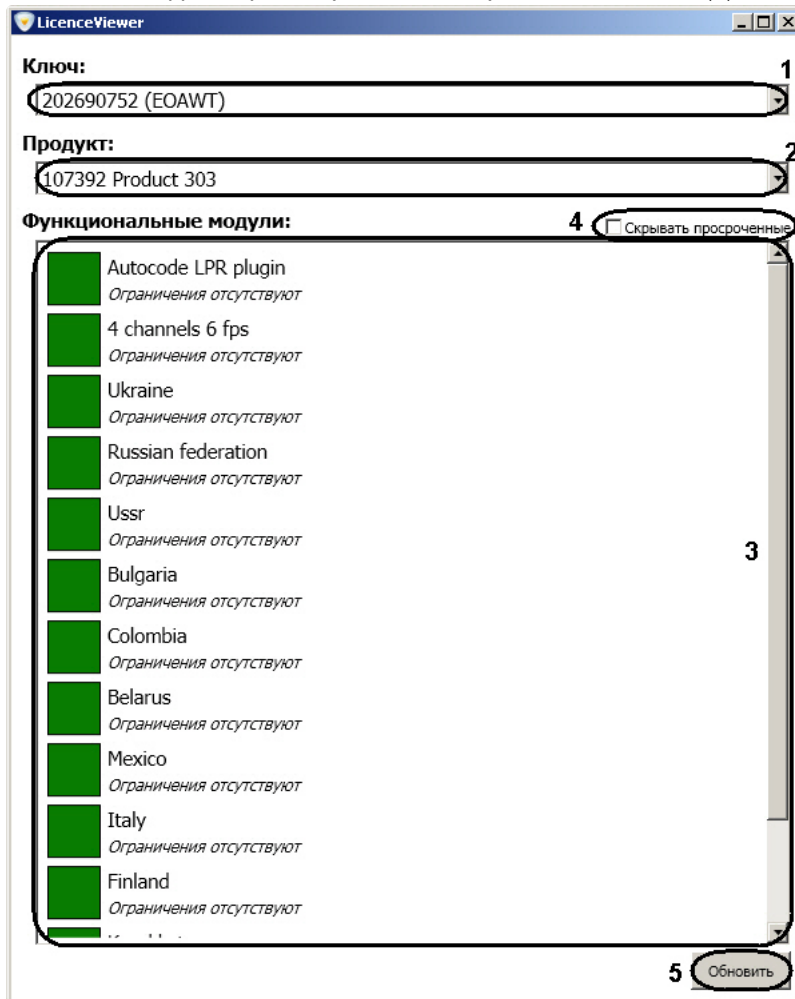 LicenceViewer
Ключ:
1
202690752 (EOAWT)
Продукт:
2
107392 Product 303
Функциональные модули:
4
Скрывать просроченные
Autocode LPR plugin
Ограничения отсутствуют
4 channels 6 fps
Ограничения отсутствуют
Ukraine
Ограничения отсутствуют
Russian federation
Ограничения отсутствуют
Ussr
Ограничения отсутствуют
3
Bulgaria
Ограничения отсутствуют
Colombia
Ограничения отсутствуют
Belarus
Ограничения отсутствуют
Mexico
Ограничения отсутствуют
Italy
Ограничения отсутствуют
Finland
Ограничения отсутствуют
5
Обновить